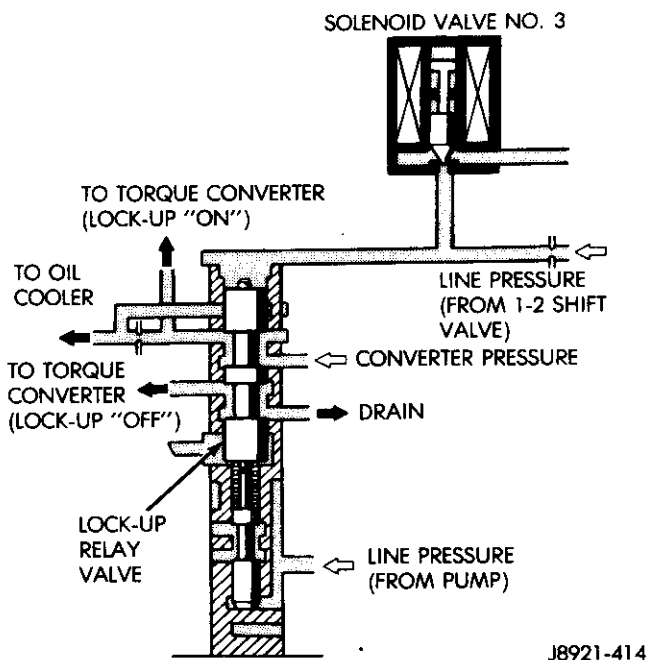 SOLENOID VALVE NO. 3
TO TORQUE CONVERTER
(LOCK-UP "ON")
TO OIL
COOLER
LINE PRESSURE
(FROM 1-2 SHIFT
VALVE)
TO TORQUE
CONVERTER
(LOCK-UP "OFF")
CONVERTER PRESSURE
DRAIN
LOCK-UP
RELAY
VALVE
LINE PRESSURE
(FROM PUMP)
J8921-414